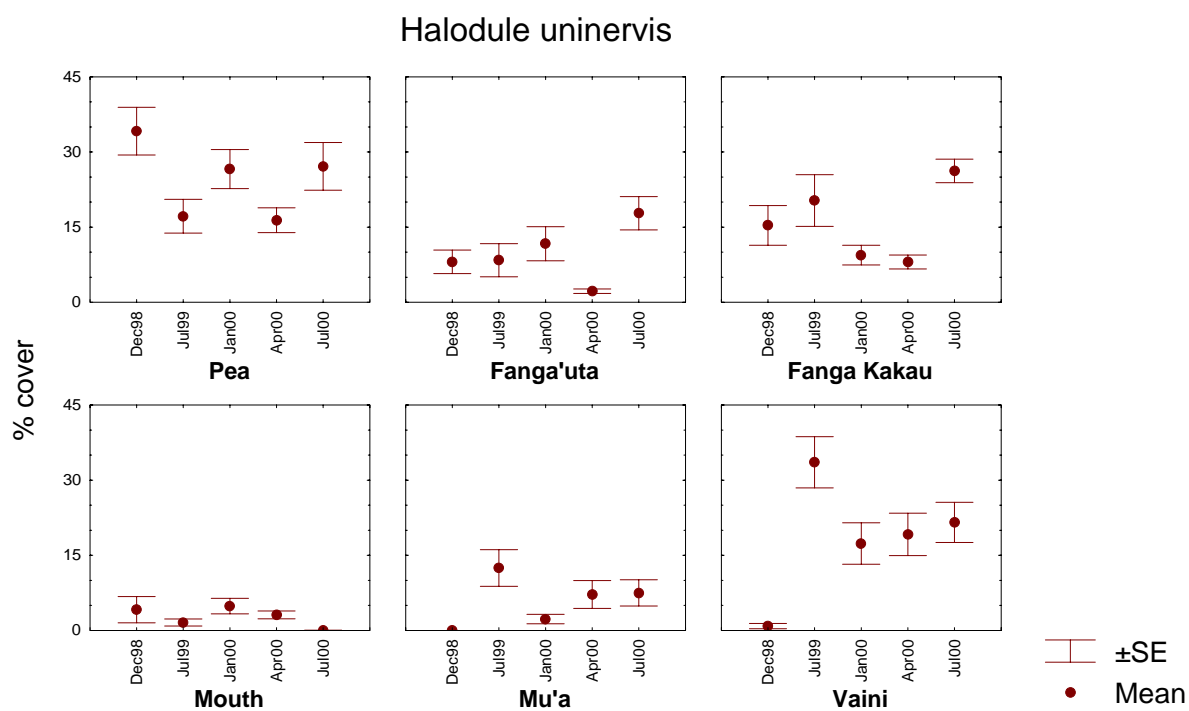 Halodule uninervis
% cover
45
30
15
0
Dec98
Jul99
Jan00
Apr00
Jul00
Pea
Dec98
Jul99
Jan00
Apr00
Jul00
Fanga'uta
Dec98
Jul99
Jan00
Apr00
Jul00
Fanga Kakau
45
30
15
0
Dec98
Jul99
Jan00
Apr00
Jul00
Mouth
Dec98
Jul99
Jan00
Apr00
Jul00
Mu'a
Dec98
Jul99
Jan00
Apr00
Jul00
Vaini
±SE
Mean